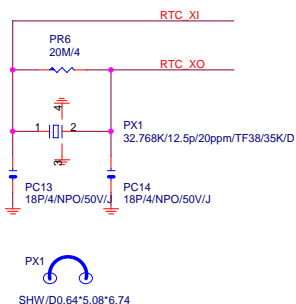 RTC_XI
PR6
20M/4
RTC_XO
4
1
2
3
PX1
32.768K/12.5p/20ppm/TF38/35K/D
PC13
18P/4/NPO/50V/J
PC14
18P/4/NPO/50V/J
PX1
SHW/D0.64*5.08*6.74